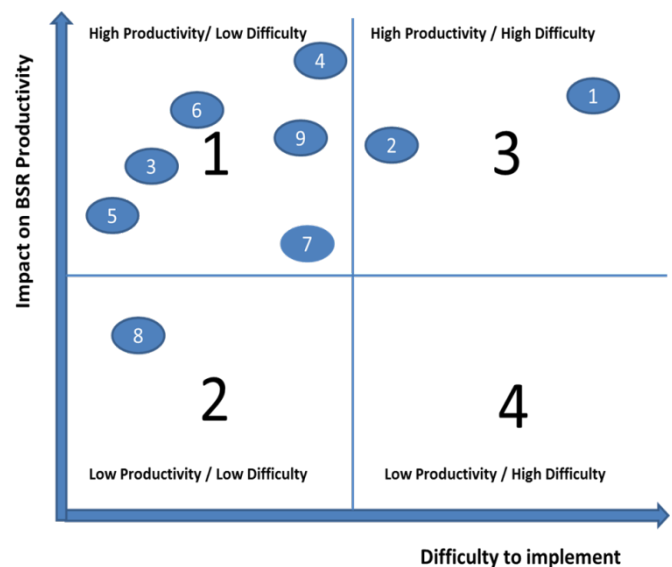 High Productivity/ Low Difficulty
High Productivity / High Difficulty
4
1
6
9
2
1
3
3
5
7
Impact on BSR Productivity
8
2
4
Low Productivity / Low Difficulty
Low Productivity / High Difficulty
Difficulty to implement